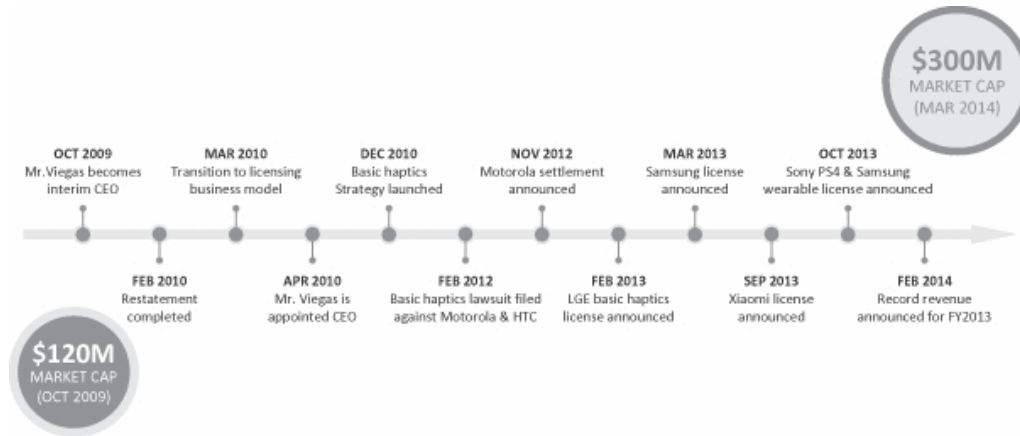 $300M
MARKET CAP
(MAR 2014)
OCT 2009
Mr.Viegas becomes
interim CEO
MAR 2010
Transition to licensing
business model
DEC 2010
Basic haptics
Strategy launched
NOV 2012
Motorola settlement
announced
MAR 2013
Samsung license
announced
OCT 2013
Sony PS4 & Samsung
wearable license announced
FEB 2010
Restatement
completed
APR 2010
Mr. Viegas is
appointed CEO
FEB 2012
Basic haptics lawsuit filed
against Motorola & HTC
FEB 2013
LGE basic haptics
license announced
SEP 2013
Xiaomi license
announced
FEB 2014
Record revenue
announced for FY2013
$120M
MARKET CAP
(OCT 2009)